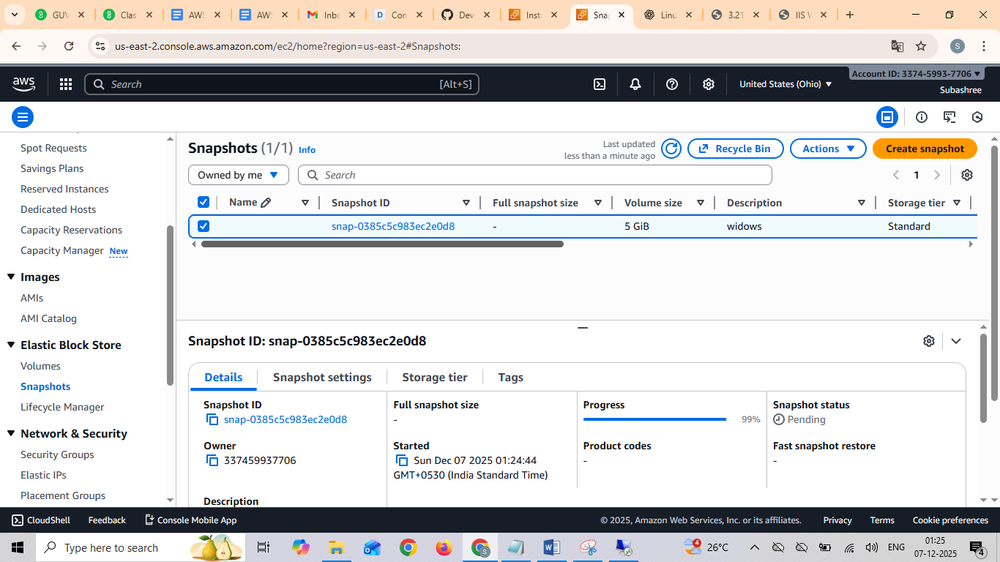 GUV
Clas
AWS
AWS
Inbo
Con
Dev
Insta
Snap
Linu
3.21
IIS W
us-east-2.console.aws.amazon.com/ec2/home?region=us-east-2#Snapshots:
S
aws
Search
[Alt+S]
United States (Ohio)
Account ID: 3374-5993-7706
Subashree
Spot Requests
Savings Plans
Reserved Instances
Dedicated Hosts
Capacity Reservations
Capacity Manager New
Images
AMIs
AMI Catalog
Elastic Block Store
Volumes
Snapshots
Lifecycle Manager
Network & Security
Security Groups
Elastic IPs
Placement Groups
Snapshots (1/1) Info
Last updated
less than a minute ago
Recycle Bin
Actions
Create snapshot
Owned by me
Search
1
Name
Snapshot ID
Full snapshot size
Volume size
Description
Storage tier
snap-0385c5c983ec2e0d8
-
5 GiB
widows
Standard
Snapshot ID: snap-0385c5c983ec2e0d8
Details
Snapshot settings
Storage tier
Tags
Snapshot ID
snap-0385c5c983ec2e0d8
Full snapshot size
-
Progress
99%
Snapshot status
Pending
Owner
337459937706
Started
Sun Dec 07 2025 01:24:44
GMT+0530 (India Standard Time)
Product codes
-
Fast snapshot restore
-
Description
CloudShell
Feedback
Console Mobile App
© 2025, Amazon Web Services, Inc. or its affiliates.
Privacy
Terms
Cookie preferences
Type here to search
4
26°C
ENG
01:25
07-12-2025
4